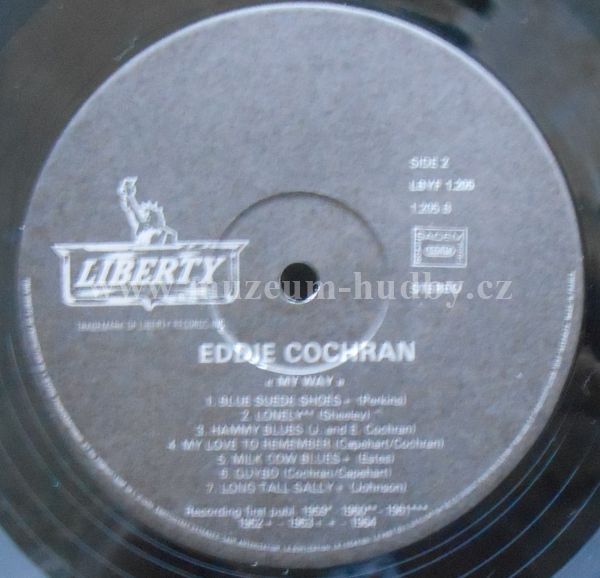 SIDE 2
LBYF 1.209
1.209 B
SACEM
STEREO
LIBERTY
www.muzeum-hudby.cz
TRADEMARK OF LIBERTY RECORDS INC.
EDDIE COCHRAN
« MY WAY »
1. BLUE SUEDE SHOES + (Perkins)
2. LONELY** (Sheeley)
3. HAMMY BLUES (J. and E. Cochran)
4. MY LOVE TO REMEMBER (Capehart/Cochran)
5. MILK COW BLUES + (Estes)
6. GUYBO (Cochran/Capehart)
7. LONG TALL SALLY + (Johnson)
Recording first publ. 1959* - 1960** - 1961***
1962+ - 1963+ + - 1964